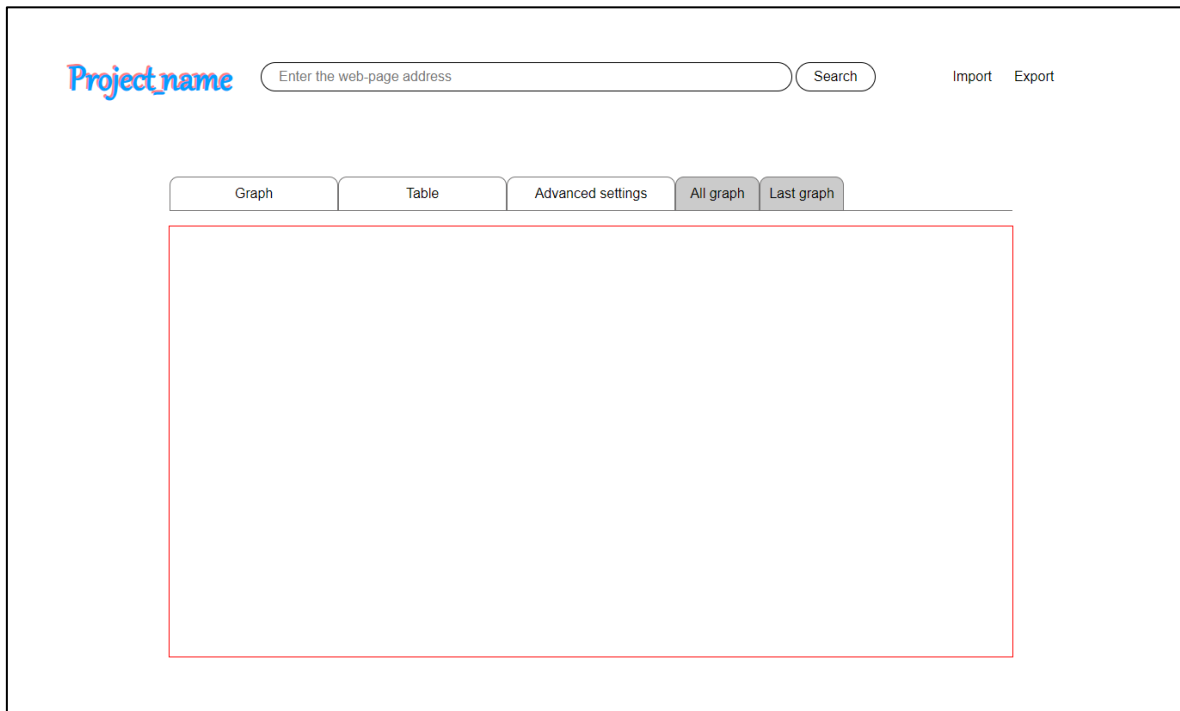 Project_name Enter the web-page address Search Import Export
Graph Table Advanced settings All graph Last graph